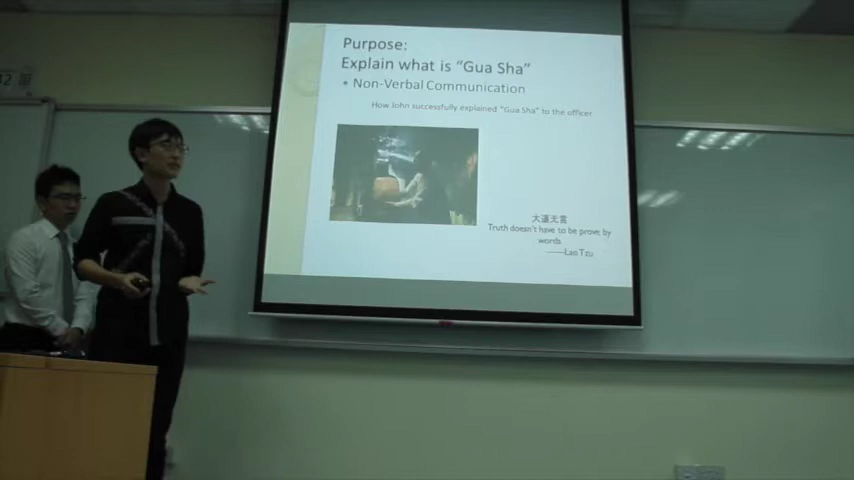 Purpose:
Explain what is "Gua Sha"
• Non-Verbal Communication
How John successfully explained "Gua Sha" to the officer
大道无言
Truth doesn't have to be prove by
words
——Lao Tzu